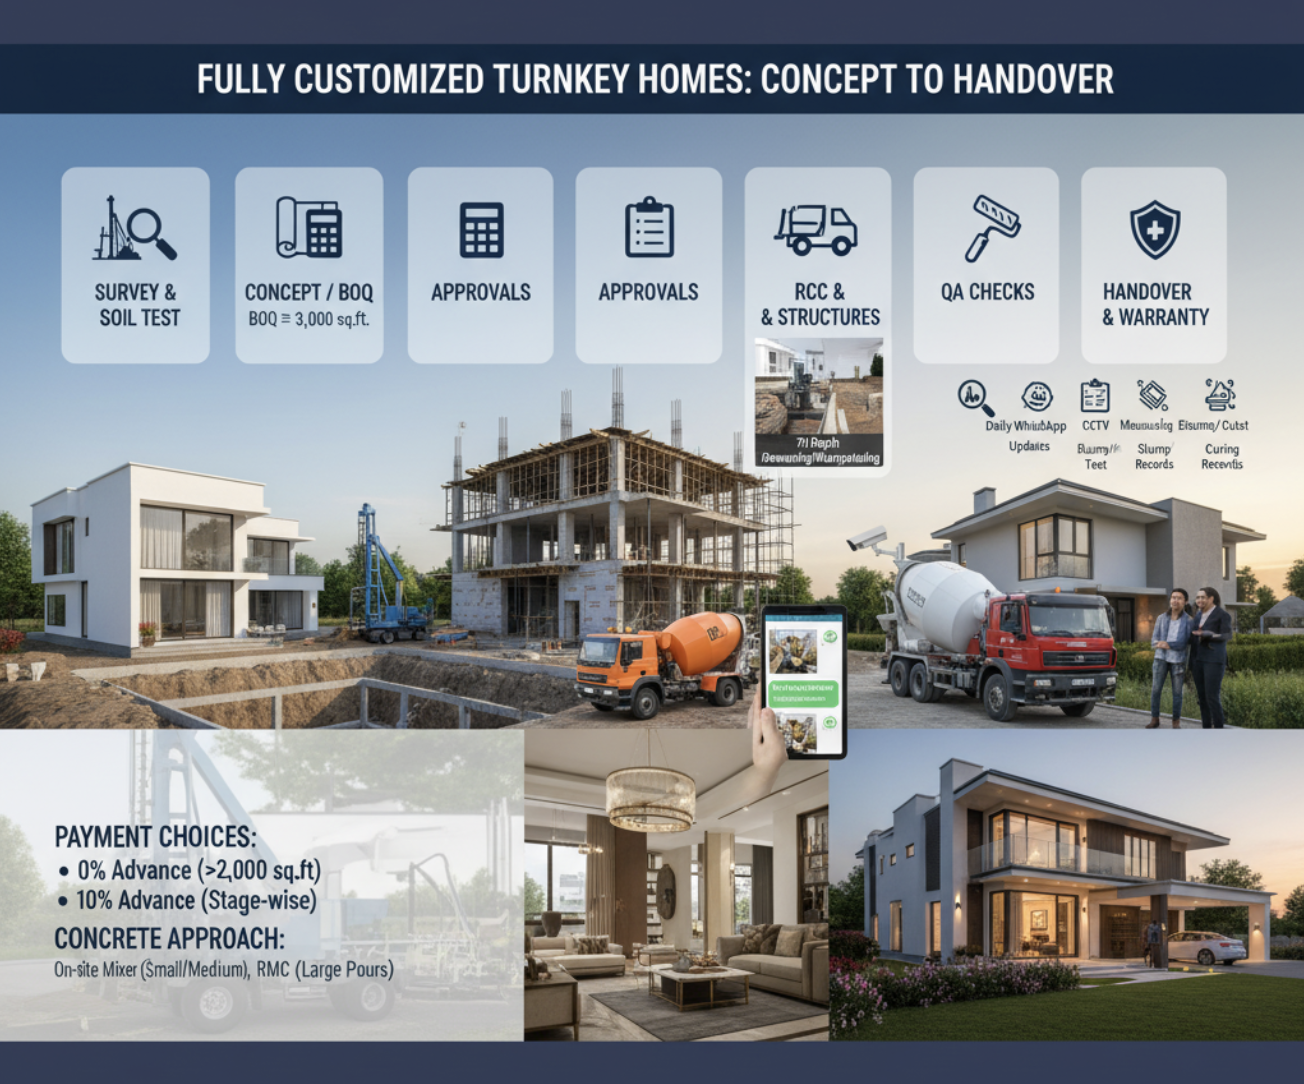 FULLY CUSTOMIZED TURNKEY HOMES: CONCEPT TO HANDOVER
SURVEY &
SOIL TEST
CONCEPT / BOQ
BOQ = 3,000 sq.ft.
APPROVALS
APPROVALS
RCC &
& STRUCTURES
QA CHECKS
HANDOVER
& WARRANTY
Daily
Updates
CCTV
Teet
Slump
Records
Curing
PAYMENT CHOICES:
• 0% Advance (>2,000 sq.ft)
• 10% Advance (Stage-wise)
CONCRETE APPROACH:
On-site Mixer (Small/Medium), RMC (Large Pours)